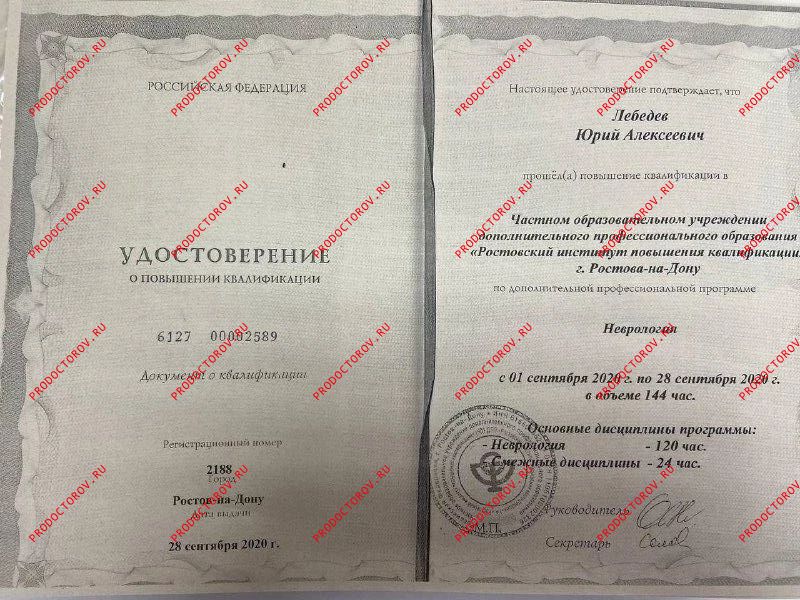 РОССИЙСКАЯ ФЕДЕРАЦИЯ
УДОСТОВЕРЕНИЕ
О ПОВЫШЕНИИ КВАЛИФИКАЦИИ
6127 00002589
Документ о квалификации
Регистрационный номер
2188
Город
Ростов-на-Дону
Дата выдачи
28 сентября 2020 г.
Настоящее удостоверение подтверждает, что
Лебедев
Юрий Алексеевич
прошёл(а) повышение квалификации в
Частном образовательном учреждении
дополнительного профессионального образования
«Ростовский институт повышения квалификации
г. Ростова-на-Дону
по дополнительной профессиональной программе
Неврология
с 01 сентября 2020 г. по 28 сентября 2020 г.
в объеме 144 час.
Основные дисциплины программы:
- Неврология - 120 час.
- Смежные дисциплины - 24 час.
М.П.
Руководитель
Секретарь
PRODOCTOROV.RU